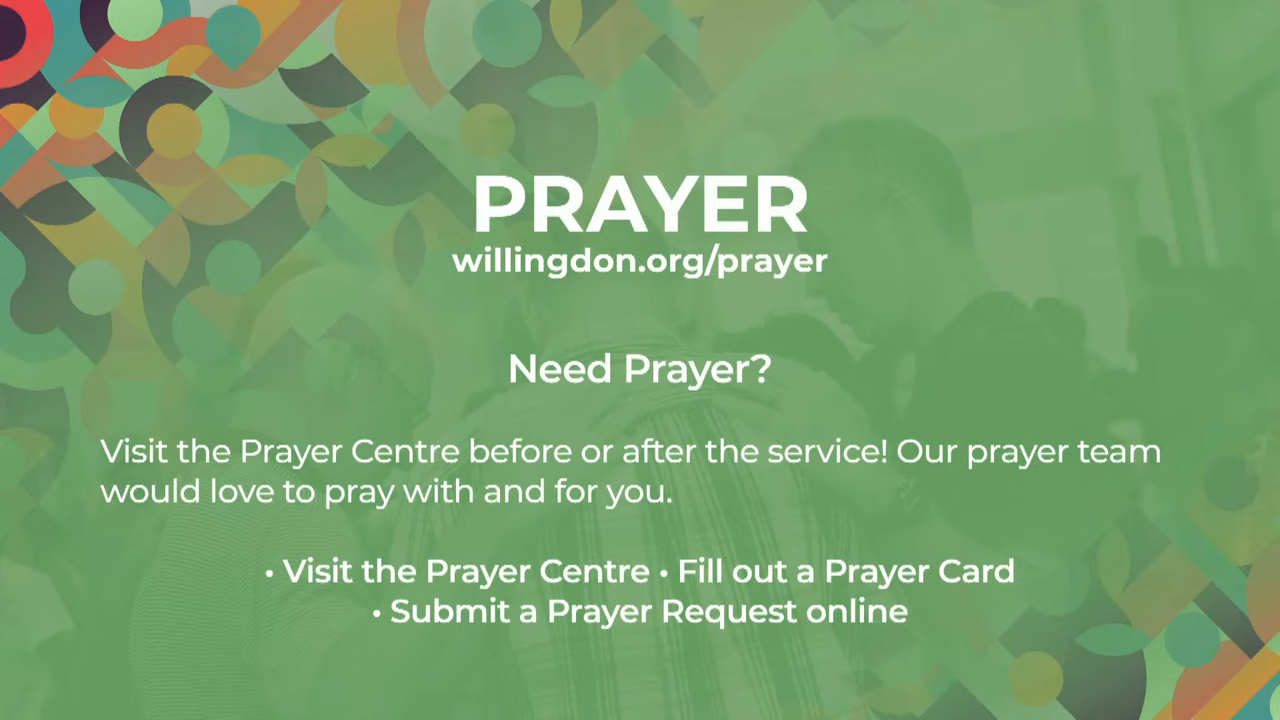 PRAYER
willingdon.org/prayer
Need Prayer?
Visit the Prayer Centre before or after the service! Our prayer team
would love to pray with and for you.
• Visit the Prayer Centre • Fill out a Prayer Card
• Submit a Prayer Request online